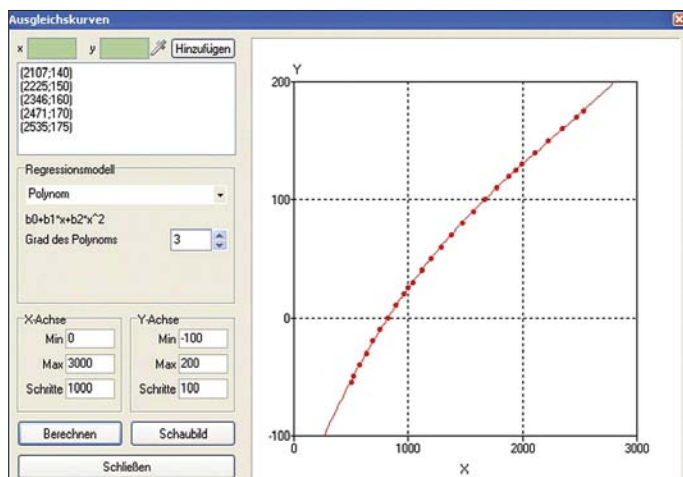 Ausgleichskurven
x y Hinzufügen
(2107;140)
(2225;150)
(2346;160)
(2471;170)
(2535;175)
Regressionsmodell
Polynom
b0+b1*x+b2*x^2
Grad des Polynoms 3
X-Achse
Min 0
Max 3000
Schritte 1000
Y-Achse
Min -100
Max 200
Schritte 100
Berechnen
Schaubild
Schließen
Y
200
100
0
-100
0
1000
2000
3000
X